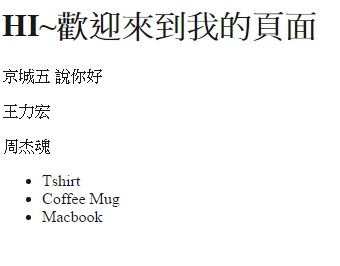 HI~歡迎來到我的頁面
京城五 說你好
王力宏
周杰魂
Tshirt
Coffee Mug
Macbook